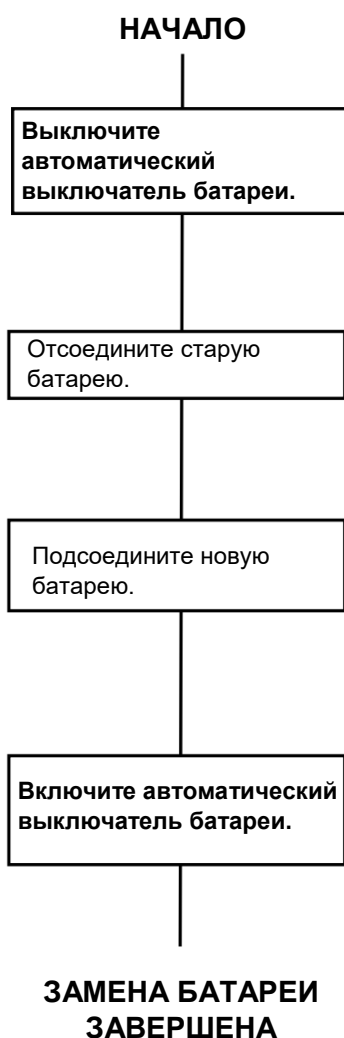 НАЧАЛО
Выключите
автоматический
выключатель батареи.
Отсоедините старую
батарею.
Подсоедините новую
батарею.
Включите автоматический
выключатель батареи.
ЗАМЕНА БАТАРЕИ
ЗАВЕРШЕНА